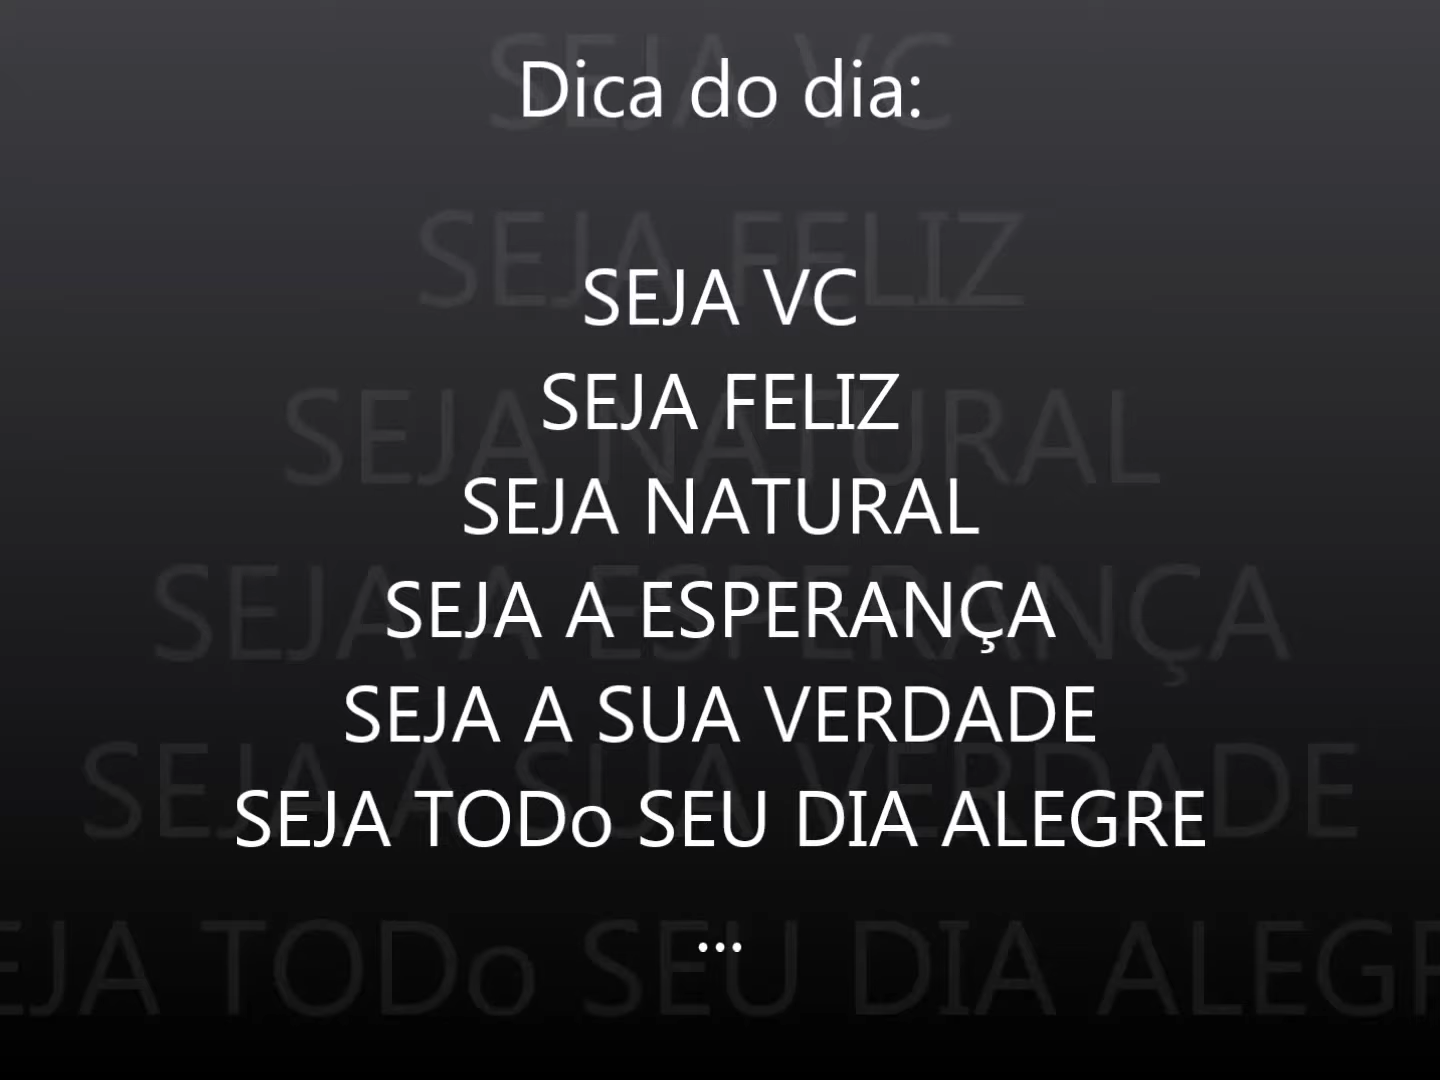 Dica do dia:
SEJA VC
SEJA FELIZ
SEJA NATURAL
SEJA A ESPERANÇA
SEJA A SUA VERDADE
SEJA TODo SEU DIA ALEGRE
...